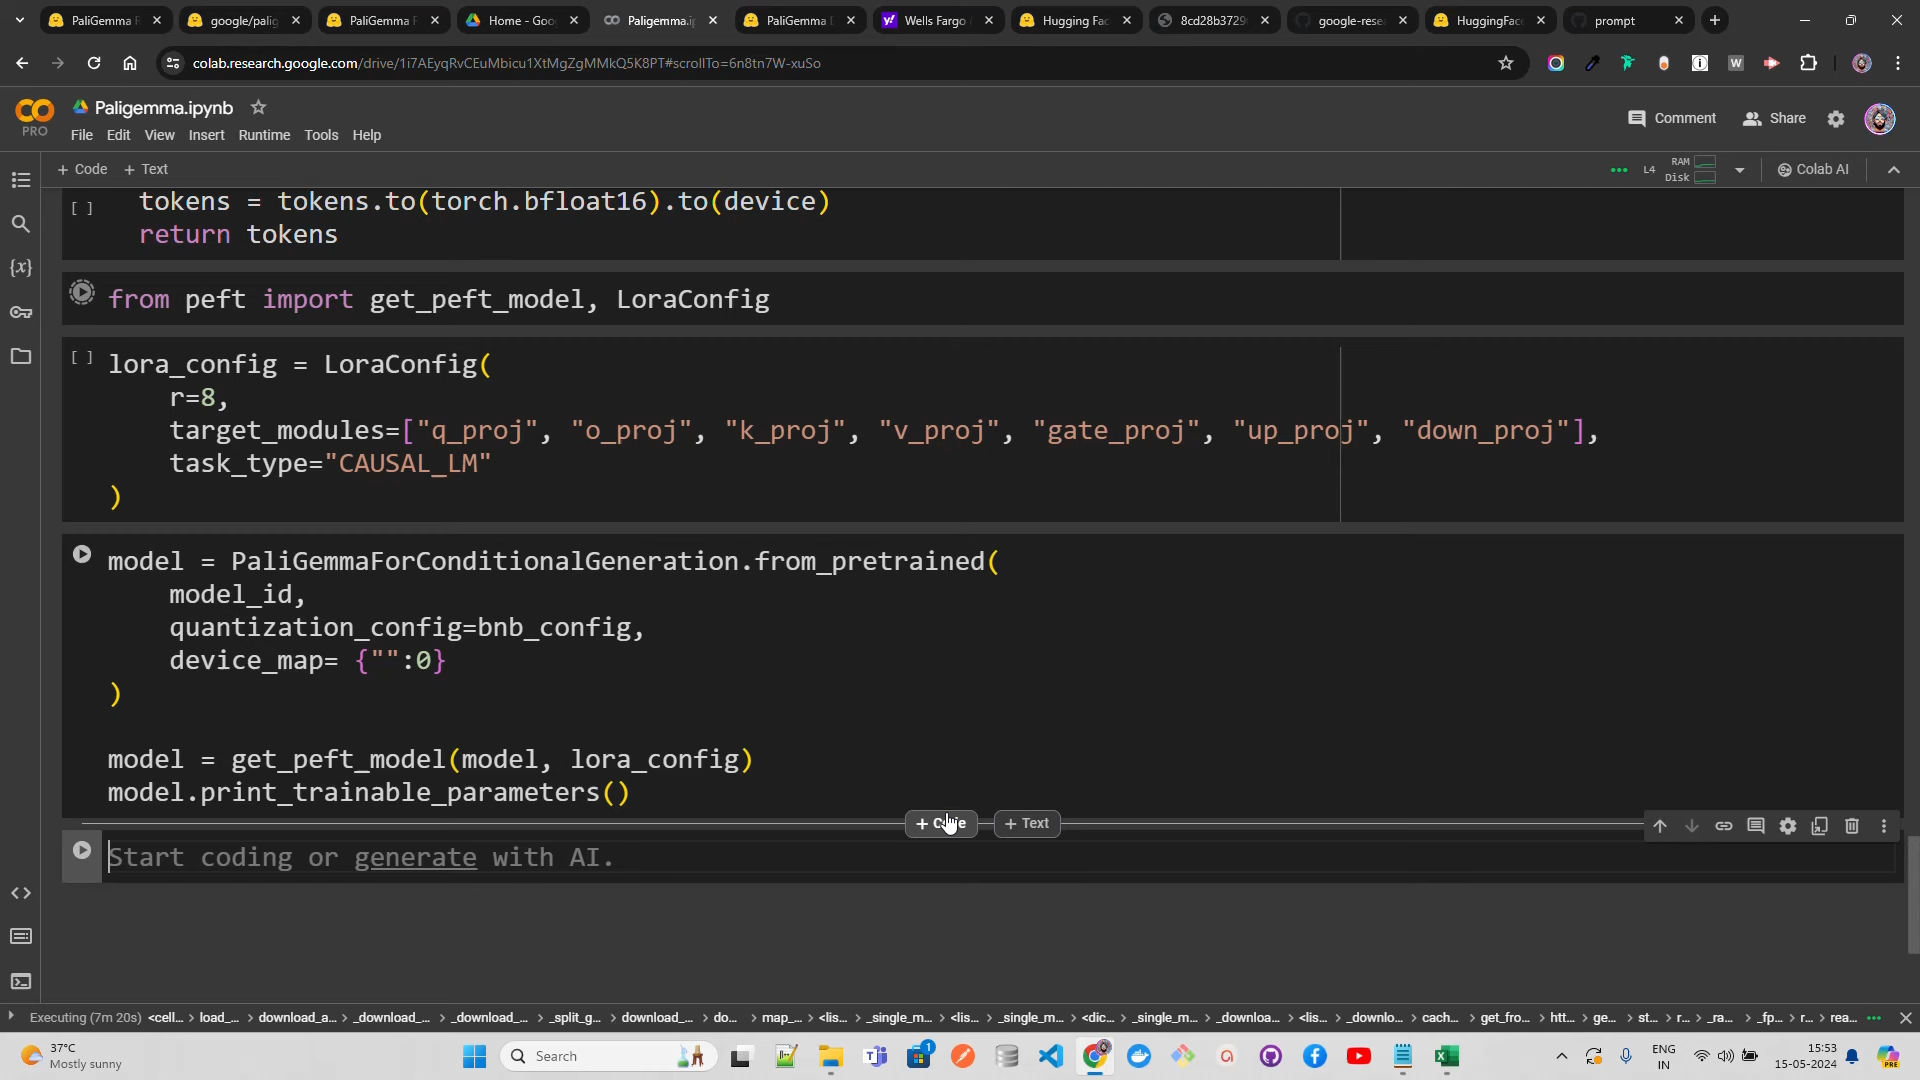 PaliGemma F
google/palig
PaliGemma F
Home - Goo
Paligemma.i
PaliGemma D
Wells Fargo
Hugging Fac
8cd28b3729
google-rese
HuggingFac
prompt
colab.research.google.com/drive/1i7AEyqRvCEuMbicu1XtMgZgMMkQ5K8PT#scrollTo=6n8tn7W-xuSo
Paligemma.ipynb
PRO
File Edit View Insert Runtime Tools Help
Comment Share
+ Code + Text
L4 RAM Disk Colab AI
[ ] tokens = tokens.to(torch.bfloat16).to(device)
return tokens
from peft import get_peft_model, LoraConfig
[ ] lora_config = LoraConfig(
r=8,
target_modules=["q_proj", "o_proj", "k_proj", "v_proj", "gate_proj", "up_proj", "down_proj"],
task_type="CAUSAL_LM"
)
model = PaliGemmaForConditionalGeneration.from_pretrained(
model_id,
quantization_config=bnb_config,
device_map= {"":0}
)
model = get_peft_model(model, lora_config)
model.print_trainable_parameters()
+ Code + Text
Start coding or generate with AI.
Executing (7m 20s) <cell... > load_... > download_a... > _download_... > _download_... > _split_g... > download_... > do... > map_... > <lis... > _single_m... > <lis... > _single_m... > <dic... > _single_m... > _downloa... > <lis... > _downlo... > cach... > get_fro... > htt... > ge... > st... > r... > _ra... > _fp... > r... > rea...
37°C
Mostly sunny
Search
1
ENG
IN
15:53
15-05-2024
PRE